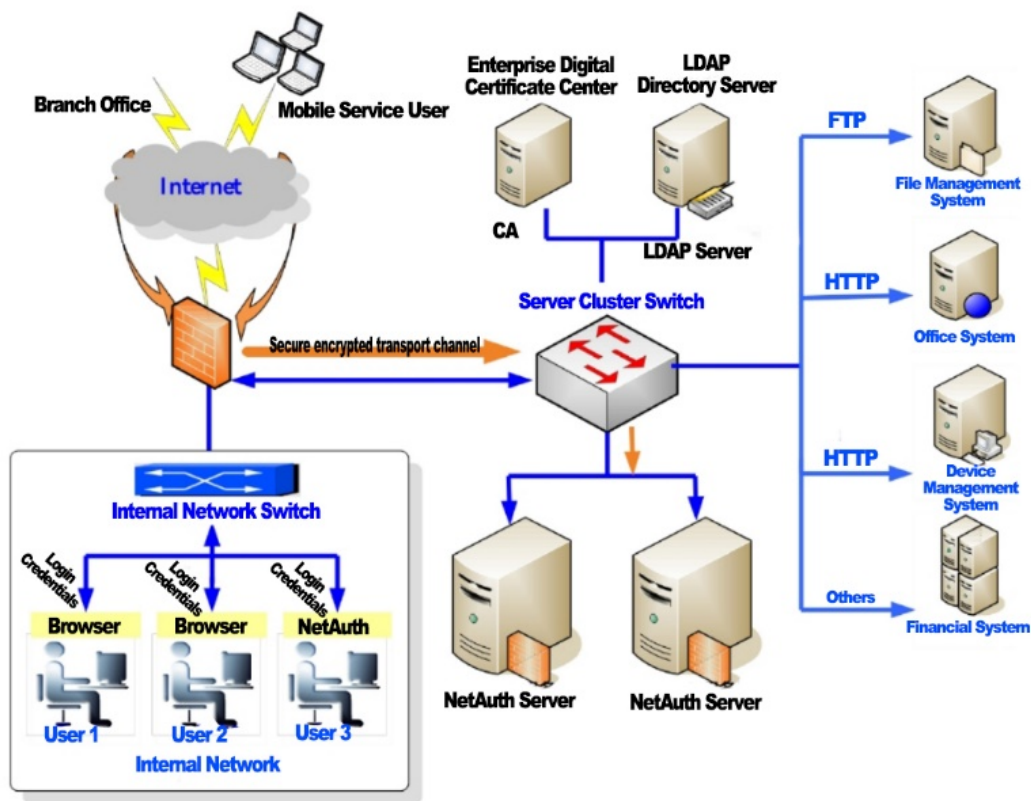 Branch Office
Mobile Service User
Internet
Enterprise Digital
Certificate Center
LDAP
Directory Server
CA
LDAP Server
Server Cluster Switch
Secure encrypted transport channel
FTP
File Management
System
HTTP
Office System
HTTP
Device
Management
System
Others
Financial System
Internal Network Switch
Login
Credentials
Login
Credentials
Login
Credentials
Browser
Browser
NetAuth
User 1
User 2
User 3
Internal Network
NetAuth Server
NetAuth Server